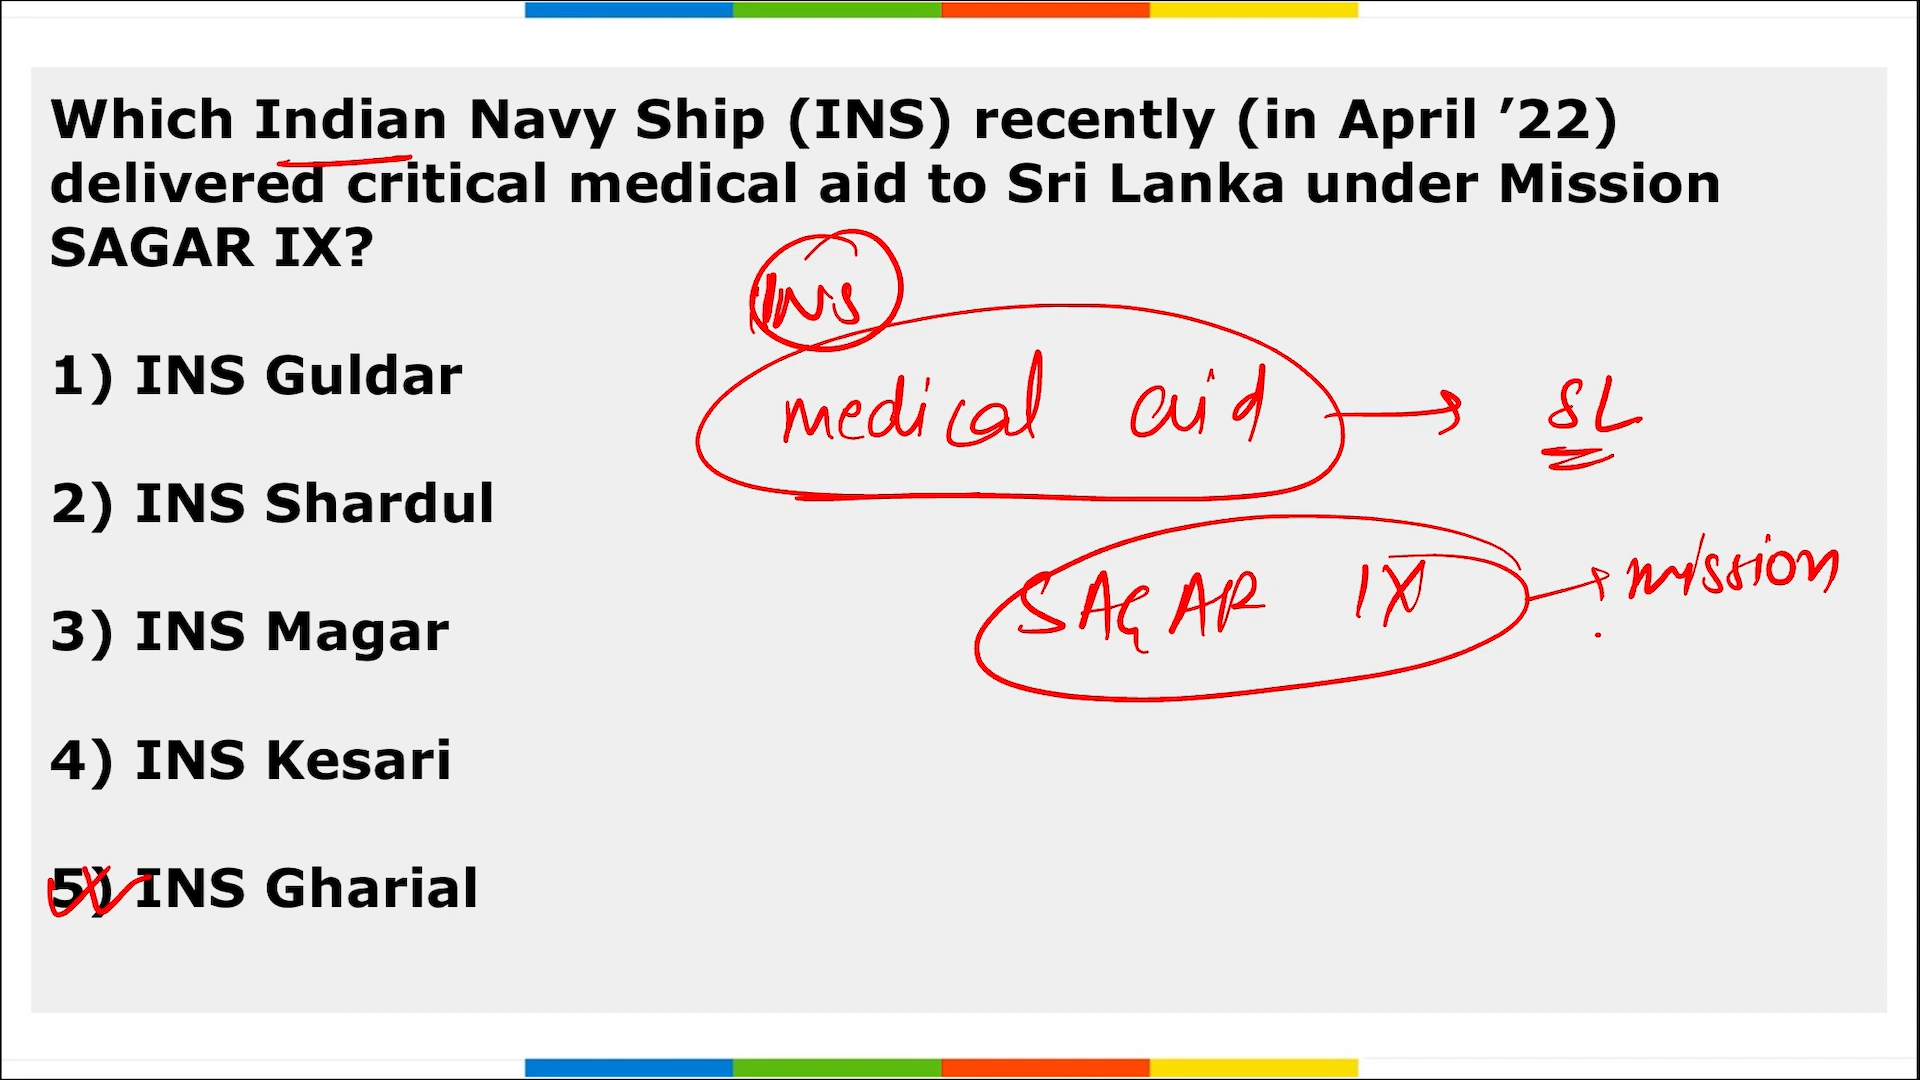 Which Indian Navy Ship (INS) recently (in April ’22)
delivered critical medical aid to Sri Lanka under Mission
SAGAR IX?
INS
1) INS Guldar
medical aid → SL
2) INS Shardul
SAGAR IX → mission
3) INS Magar
4) INS Kesari
5) INS Gharial